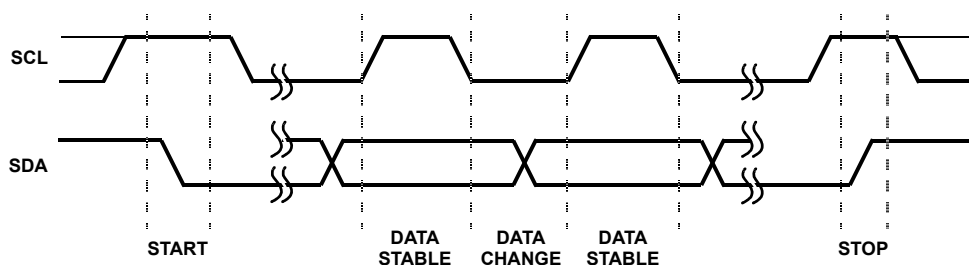 SCL
SDA
START
DATA
STABLE
DATA
CHANGE
DATA
STABLE
STOP